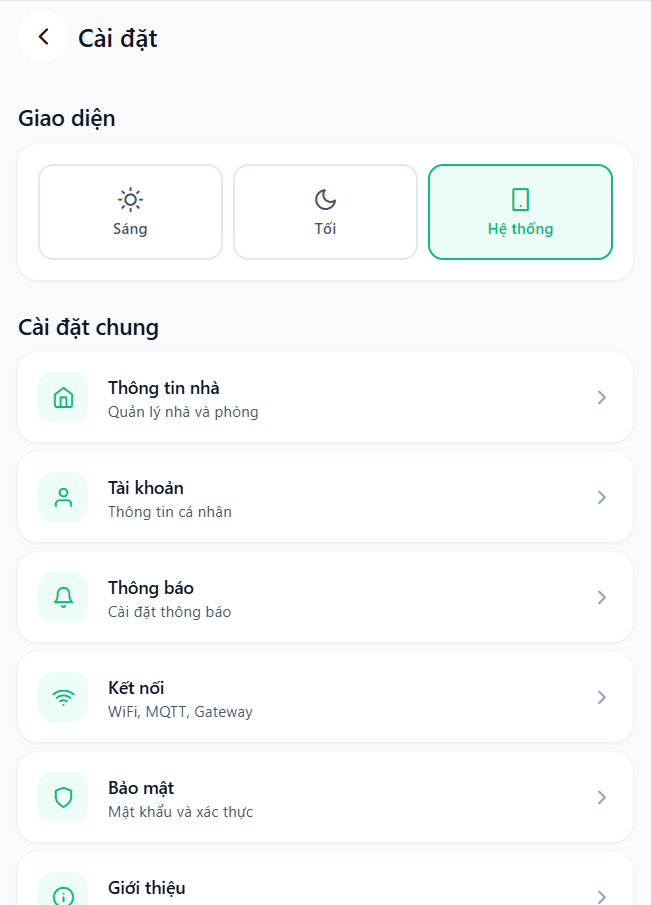 Cài đặt
Giao diện
Sáng
Tối
Hệ thống
Cài đặt chung
Thông tin nhà
Quản lý nhà và phòng
Tài khoản
Thông tin cá nhân
Thông báo
Cài đặt thông báo
Kết nối
WiFi, MQTT, Gateway
Bảo mật
Mật khẩu và xác thực
Giới thiệu